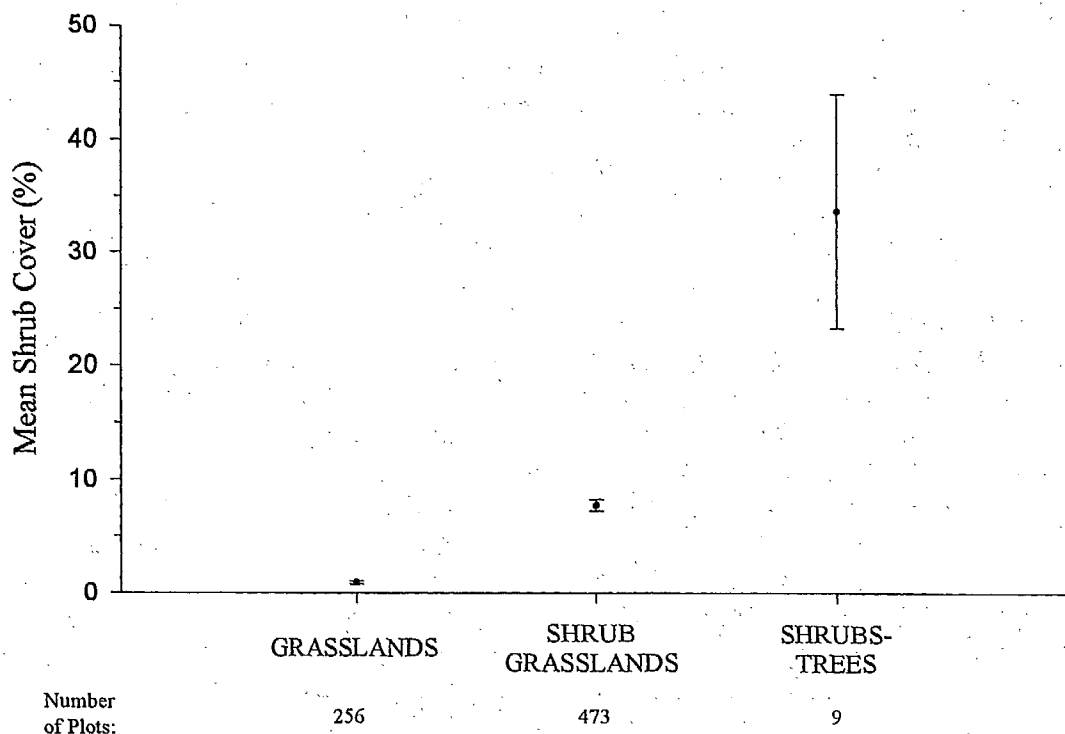 50
40
30
20
10
0
Mean Shrub Cover (%)
GRASSLANDS
SHRUB
GRASSLANDS
SHRUBS-
TREES
Number
of Plots:
256
473
9